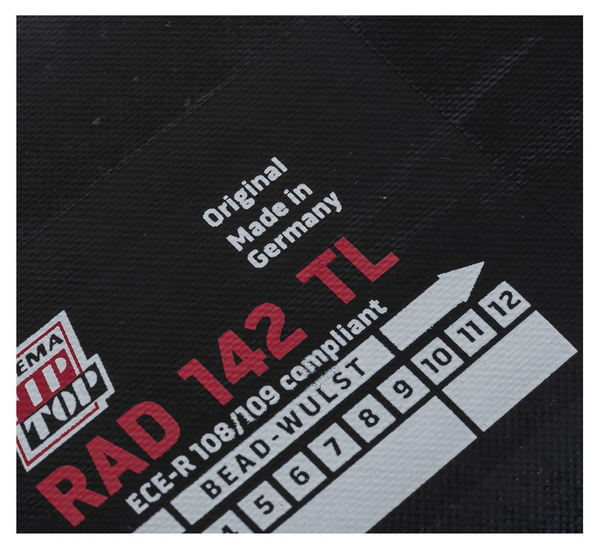 Original
Made in
Germany
EMA
TIP
TOP
RAD 142 TL
ECE-R 108/109 compliant
BEAD-WULST
4 5 6 7 8 9 10 11 12